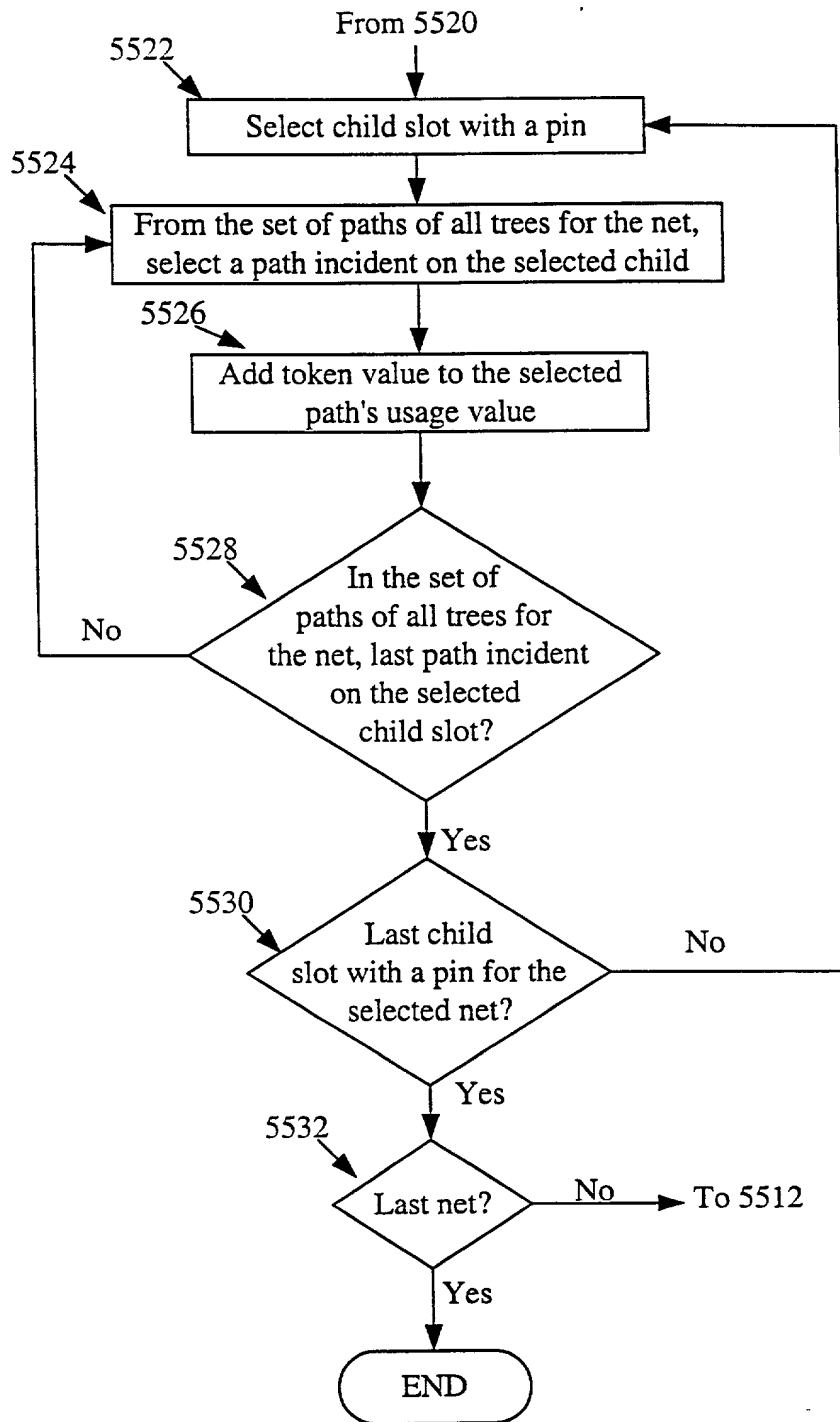 From 5520
5522
Select child slot with a pin
5524
From the set of paths of all trees for the net,
select a path incident on the selected child
5526
Add token value to the selected
path's usage value
5528
In the set of
paths of all trees for
the net, last path incident
on the selected
child slot?
No
Yes
5530
Last child
slot with a pin for the
selected net?
No
Yes
5532
Last net?
No
To 5512
Yes
END